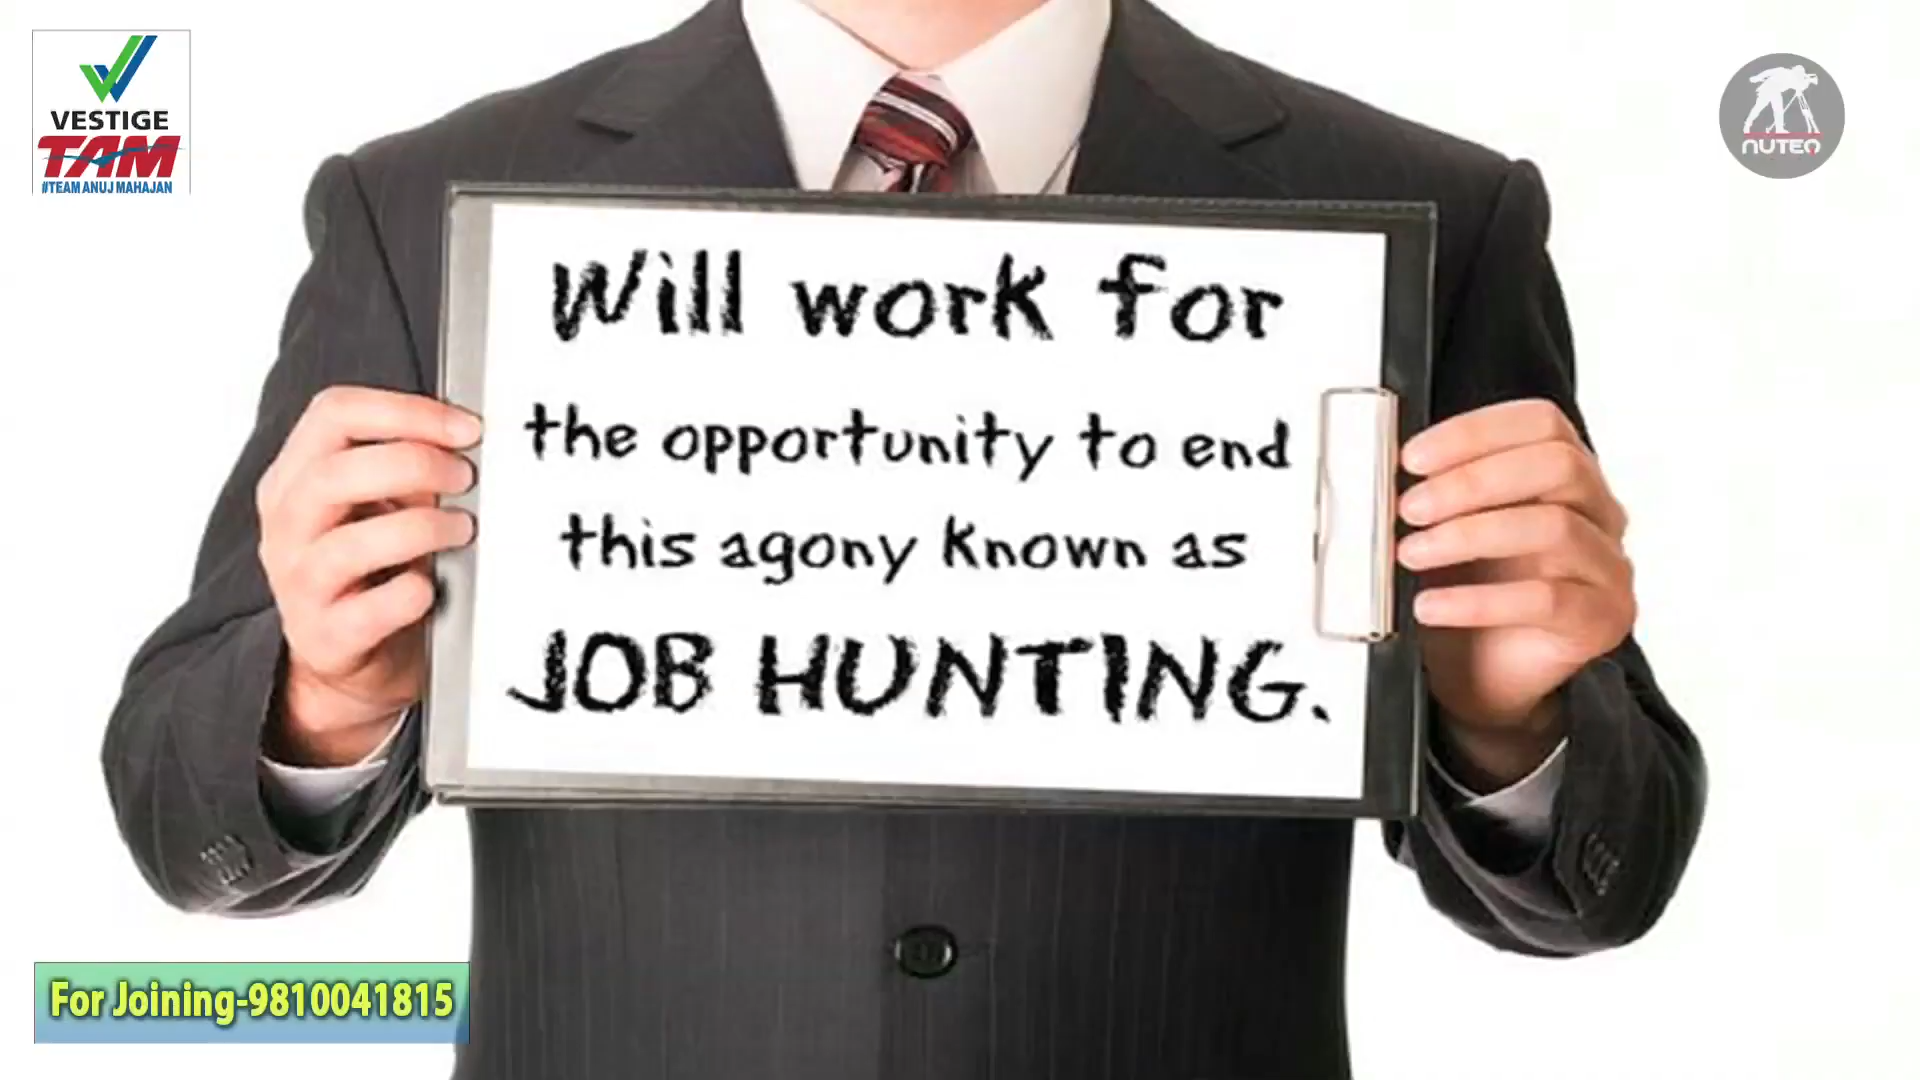 VESTIGE
TAM
#TEAM ANUJ MAHAJAN
NUTEQ
Will work for
the opportunity to end
this agony known as
JOB HUNTING.
For Joining-9810041815